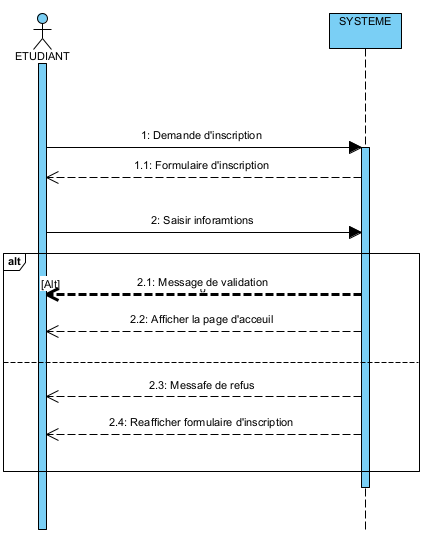 SYSTEME
ETUDIANT
1: Demande d'inscription
1.1: Formulaire d'inscription
2: Saisir inforamtions
alt
[Alt]
2.1: Message de validation
2.2: Afficher la page d'acceuil
2.3: Messafe de refus
2.4: Reafficher formulaire d'inscription